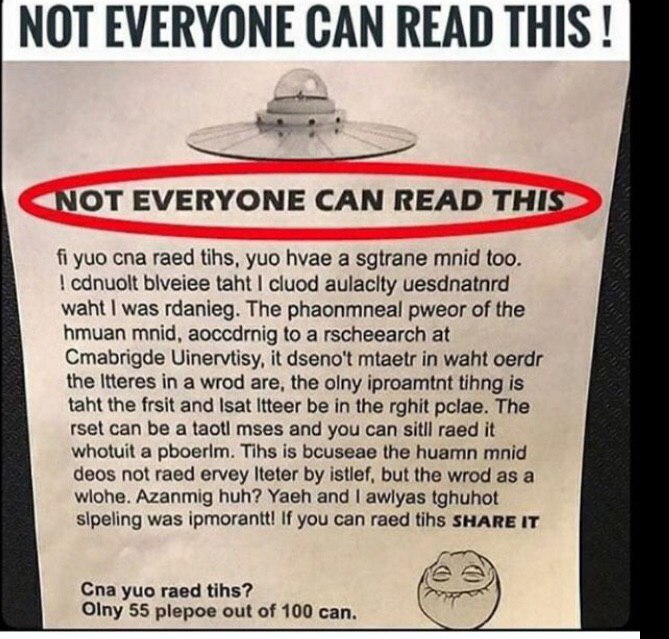 NOT EVERYONE CAN READ THIS !
NOT EVERYONE CAN READ THIS
fi yuo cna raed tihs, yuo hvae a sgtrane mnid too.
I cdnuolt blveiee taht I cluod aulaclty uesdnatnrd
waht I was rdanieg. The phaonmneal pweor of the
hmuan mnid, aoccdrnig to a rscheearch at
Cmabrigde Uinervtisy, it dseno't mtaetr in waht oerdr
the ltteres in a wrod are, the olny iproamtnt tihng is
taht the frsit and lsat ltteer be in the rghit pclae. The
rset can be a taotl mses and you can sitll raed it
whotuit a pboerlm. Tihs is bcuseae the huamn mnid
deos not raed ervey lteter by istlef, but the wrod as a
wlohe. Azanmig huh? Yaeh and I awlyas tghuhot
slpeling was ipmorantt! If you can raed tihs SHARE IT
Cna yuo raed tihs?
Olny 55 plepoe out of 100 can.